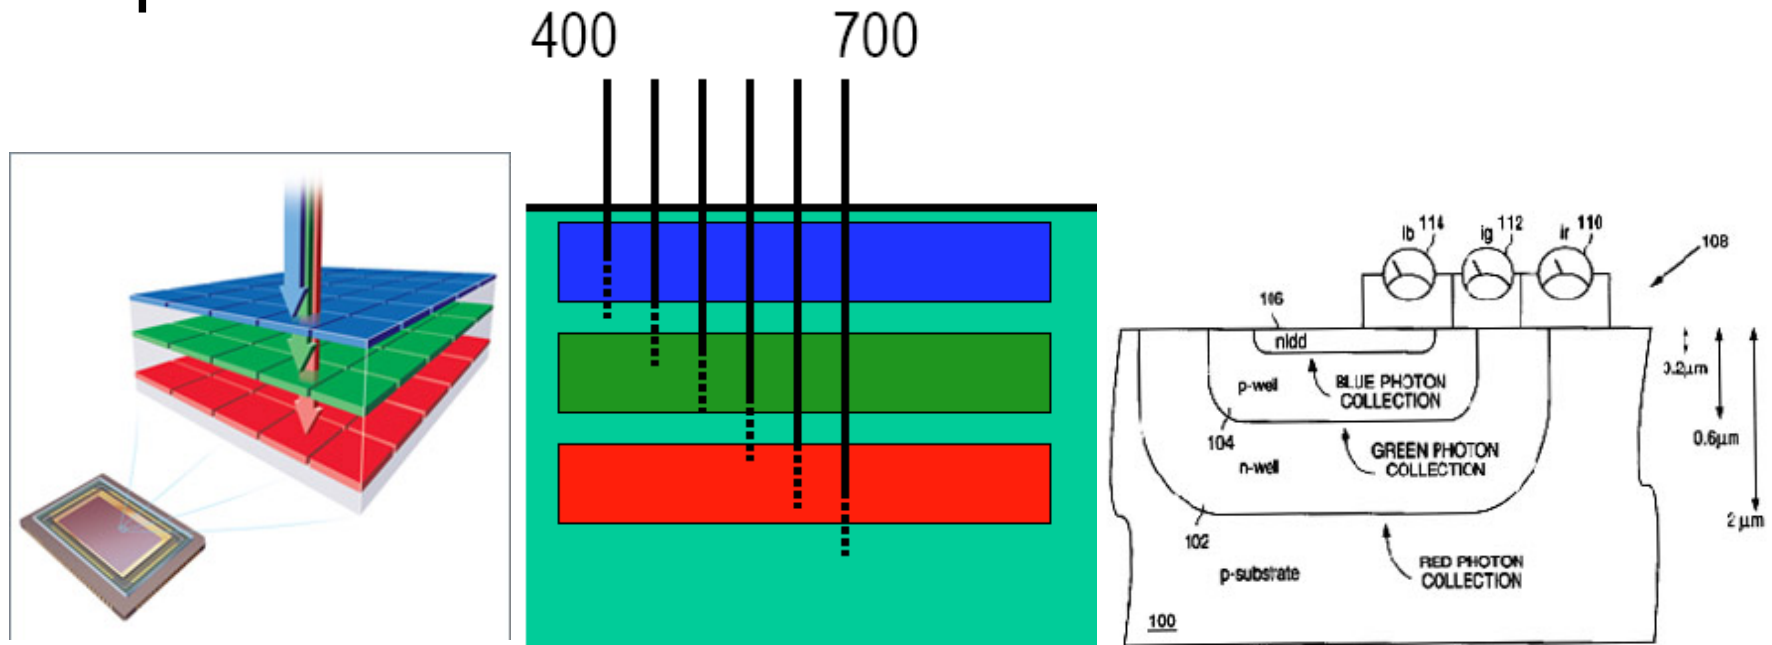 400
700
Ib 114
ig 112
ir 110
108
106
nldd
0.2μm
p-well
BLUE PHOTON
COLLECTION
104
0.6μm
GREEN PHOTON
COLLECTION
n-well
2 μm
102
RED PHOTON
COLLECTION
p-substrate
100